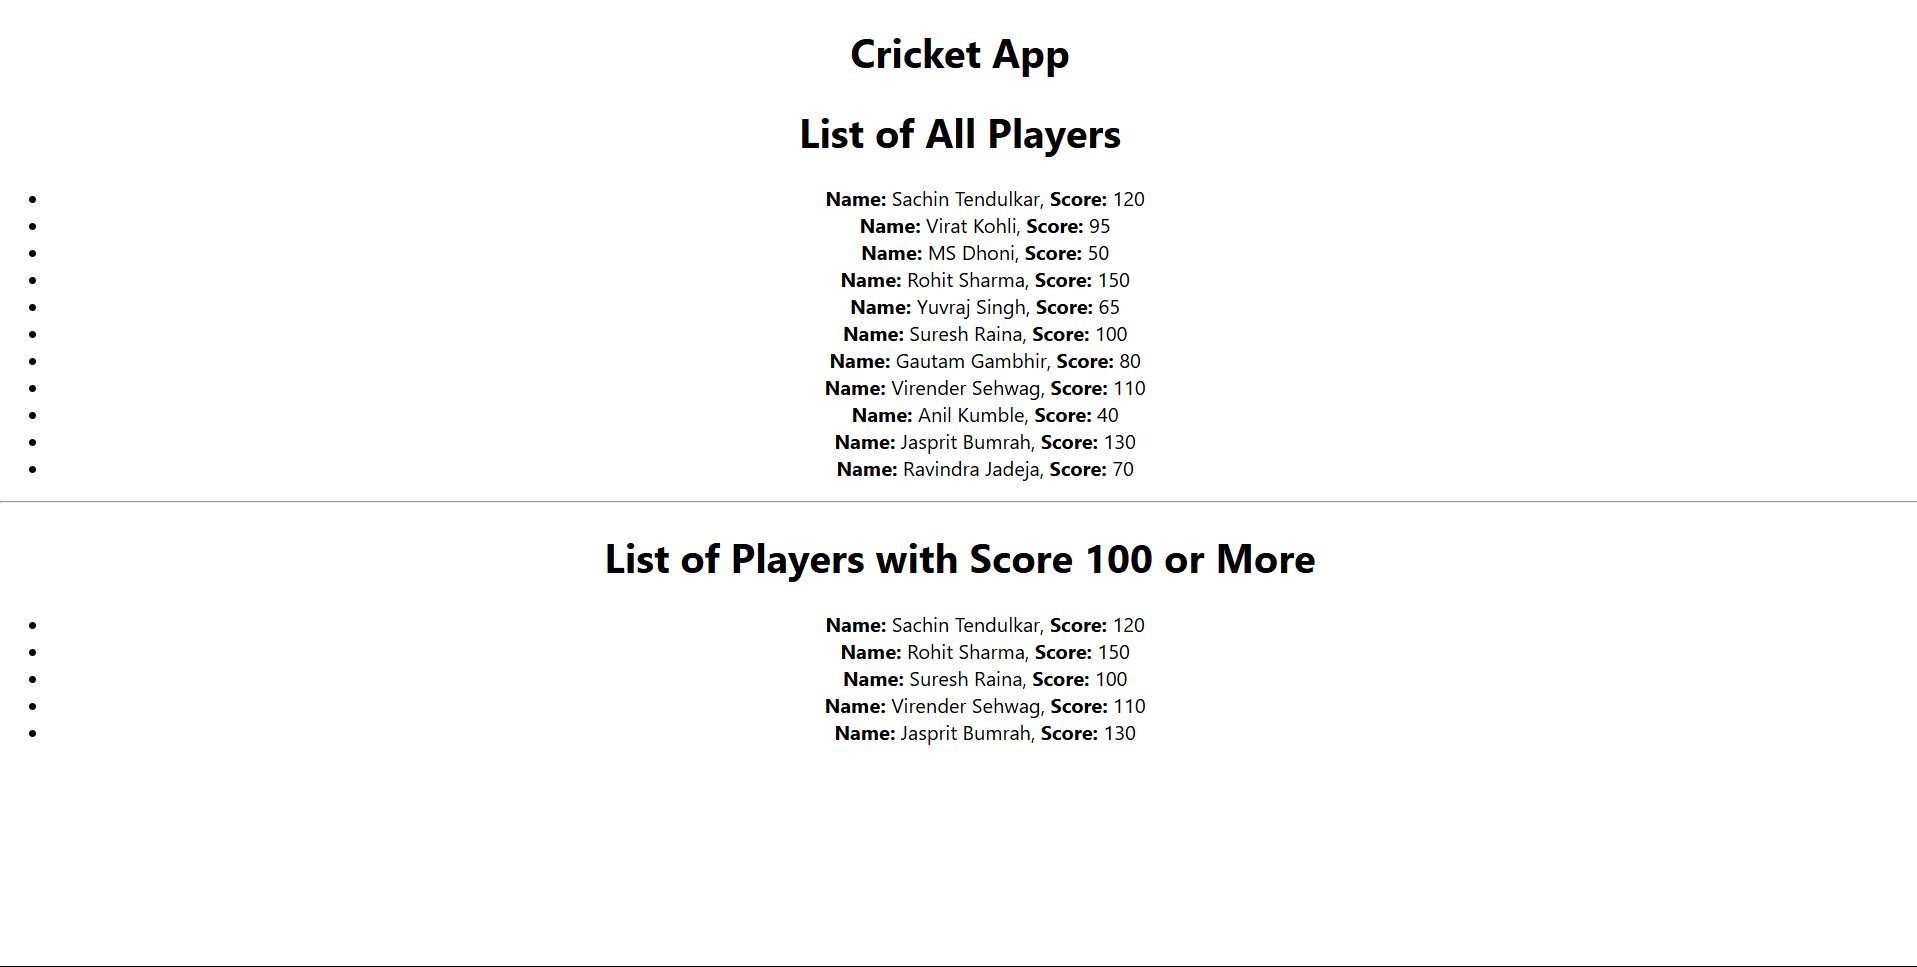 Cricket App
List of All Players
• Name: Sachin Tendulkar, Score: 120
• Name: Virat Kohli, Score: 95
• Name: MS Dhoni, Score: 50
• Name: Rohit Sharma, Score: 150
• Name: Yuvraj Singh, Score: 65
• Name: Suresh Raina, Score: 100
• Name: Gautam Gambhir, Score: 80
• Name: Virender Sehwag, Score: 110
• Name: Anil Kumble, Score: 40
• Name: Jasprit Bumrah, Score: 130
• Name: Ravindra Jadeja, Score: 70
List of Players with Score 100 or More
• Name: Sachin Tendulkar, Score: 120
• Name: Rohit Sharma, Score: 150
• Name: Suresh Raina, Score: 100
• Name: Virender Sehwag, Score: 110
• Name: Jasprit Bumrah, Score: 130